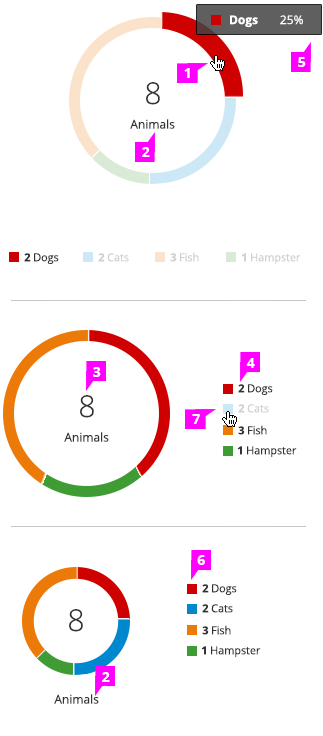 Dogs 25%
1
5
8
Animals
2
2 Dogs 2 Cats 3 Fish 1 Hampster
3
4
8
Animals
2 Dogs
2 Cats
7
3 Fish
1 Hampster
6
8
2 Dogs
2 Cats
3 Fish
1 Hampster
2
Animals